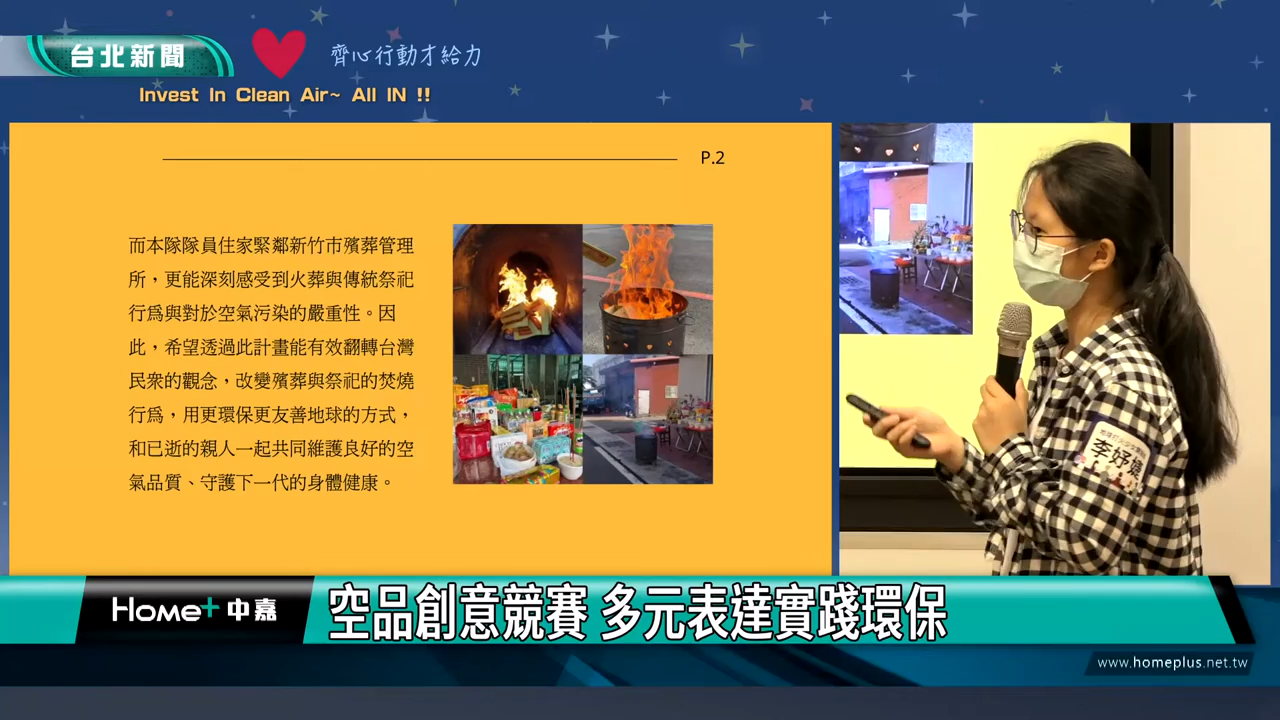 台北新聞
齊心行動才給力
Invest In Clean Air~ All IN !!
P.2
而本隊隊員住家緊鄰新竹市殯葬管理
所，更能深刻感受到火葬與傳統祭祀
行為與對於空氣污染的嚴重性。因
此，希望透過此計畫能有效翻轉台灣
民衆的觀念，改變殯葬與祭祀的焚燒
行為，用更環保更友善地球的方式，
和已逝的親人一起共同維護良好的空
氣品質、守護下一代的身體健康。
Home+中嘉
空品創意競賽 多元表達實踐環保
www.homeplus.net.tw